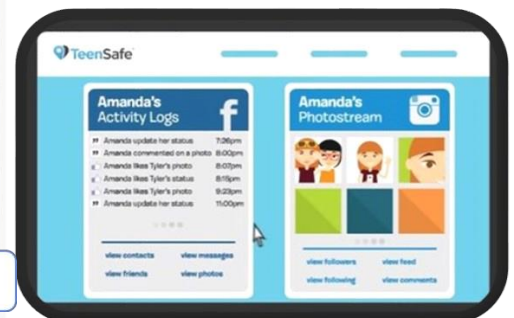 TeenSafe
Amanda's
Activity Logs
f
Amanda update her status 7:26pm
Amanda commented on a photo 8:00pm
Amanda likes Tyler's photo 8:07pm
Amanda likes Tyler's status 8:15pm
Amanda likes Tyler's photo 9:23pm
Amanda update her status 11:00pm
view contacts view messages
view friends view photos
Amanda's
Photostream
view followers view feed
view following view comments